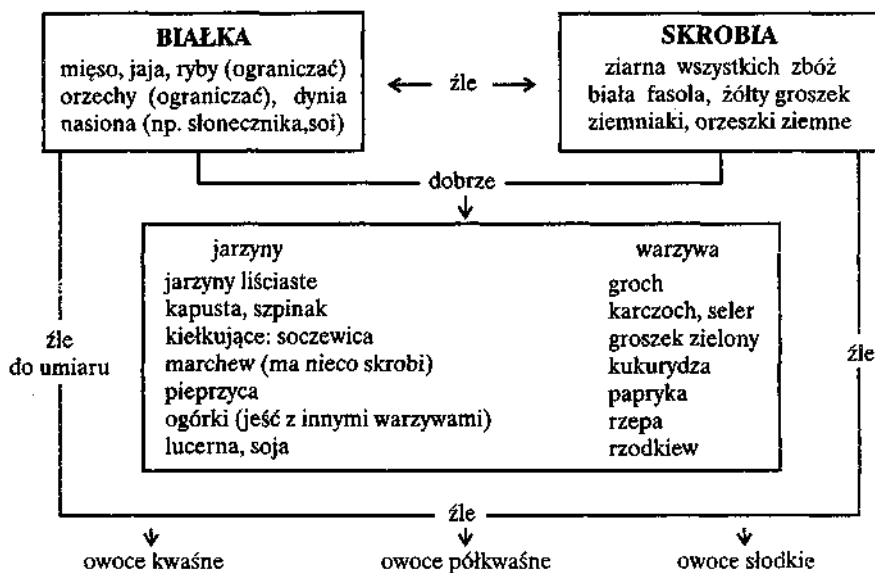 BIAŁKA
mięso, jaja, ryby (ograniczać)
orzechy (ograniczać), dynia
nasiona (np. słonecznika,soi)
źle
SKROBIA
ziarna wszystkich zbóż
biała fasola, żółty groszek
ziemniaki, orzeszki ziemne
dobrze
jarzyny
jarzyny liściaste
kapusta, szpinak
kiełkujące: soczewica
marchew (ma nieco skrobi)
pieprzyca
ogórki (jeść z innymi warzywami)
lucerna, soja
warzywa
groch
karczoch, seler
groszek zielony
kukurydza
papryka
rzepa
rzodkiew
źle
do umiaru
źle
źle
owoce kwaśne
owoce półkwaśne
owoce słodkie